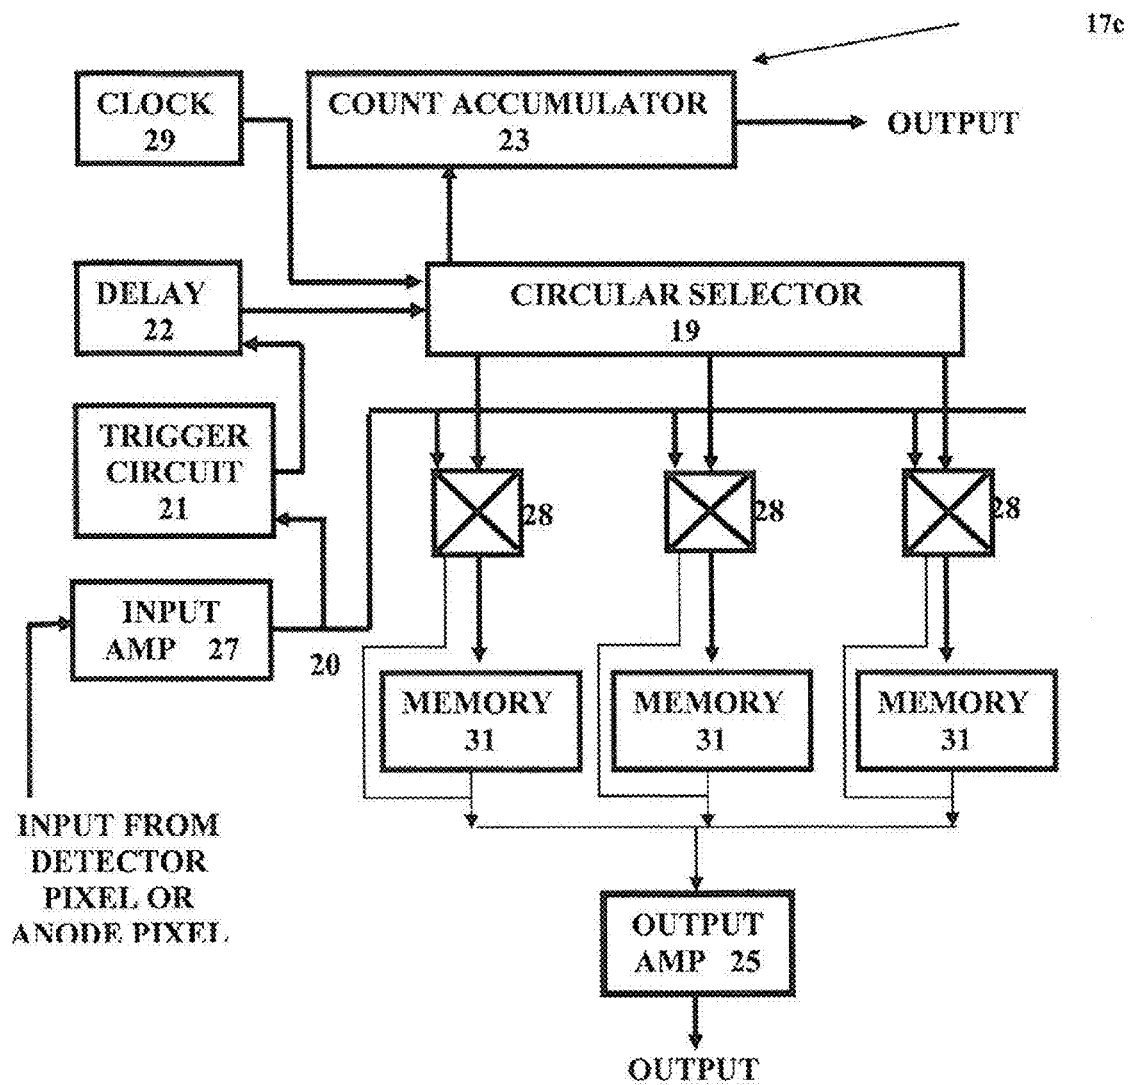 17c
CLOCK
29
COUNT ACCUMULATOR
23
OUTPUT
DELAY
22
CIRCULAR SELECTOR
19
TRIGGER
CIRCUIT
21
28
28
28
INPUT
AMP 27
20
MEMORY
31
MEMORY
31
MEMORY
31
INPUT FROM
DETECTOR
PIXEL OR
ANODE PIXEL
OUTPUT
AMP 25
OUTPUT